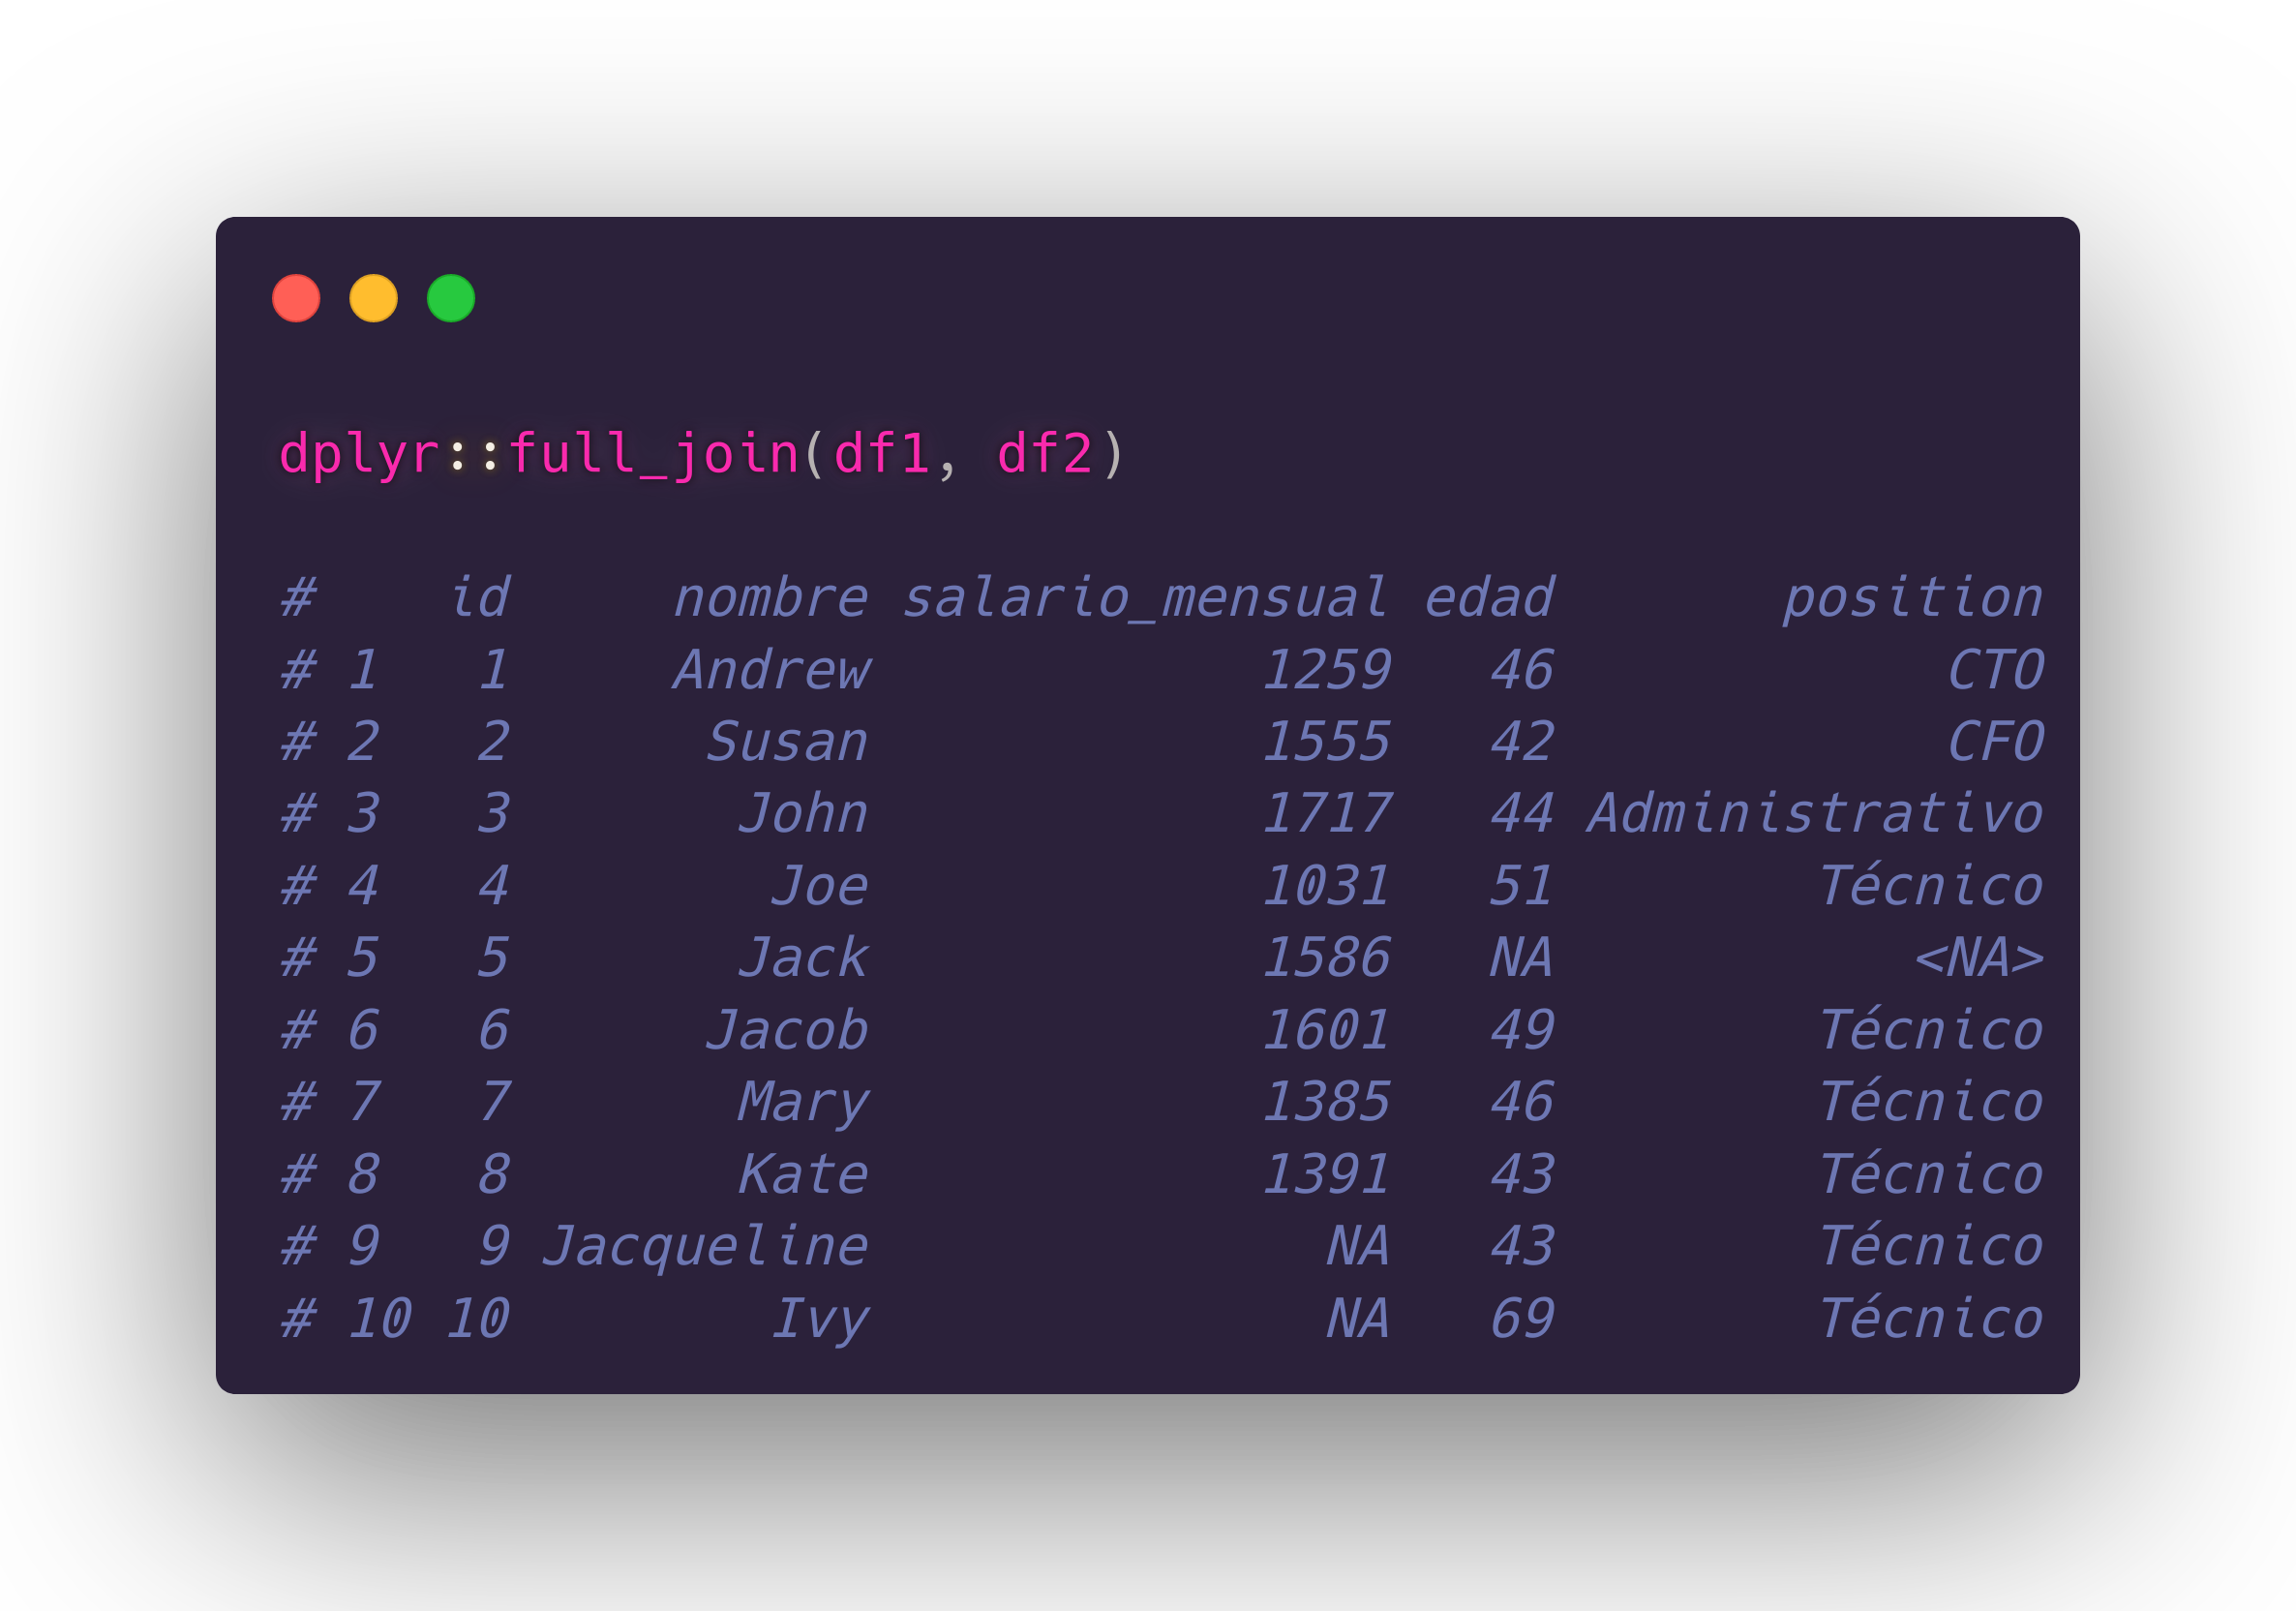 dplyr::full_join(df1, df2)
#    id     nombre salario_mensual edad       position
# 1   1     Andrew            1259   46            CTO
# 2   2      Susan            1555   42            CFO
# 3   3       John            1717   44 Administrativo
# 4   4        Joe            1031   51        Técnico
# 5   5       Jack            1586   NA           <NA>
# 6   6      Jacob            1601   49        Técnico
# 7   7       Mary            1385   46        Técnico
# 8   8       Kate            1391   43        Técnico
# 9   9 Jacqueline              NA   43        Técnico
# 10 10        Ivy              NA   69        Técnico